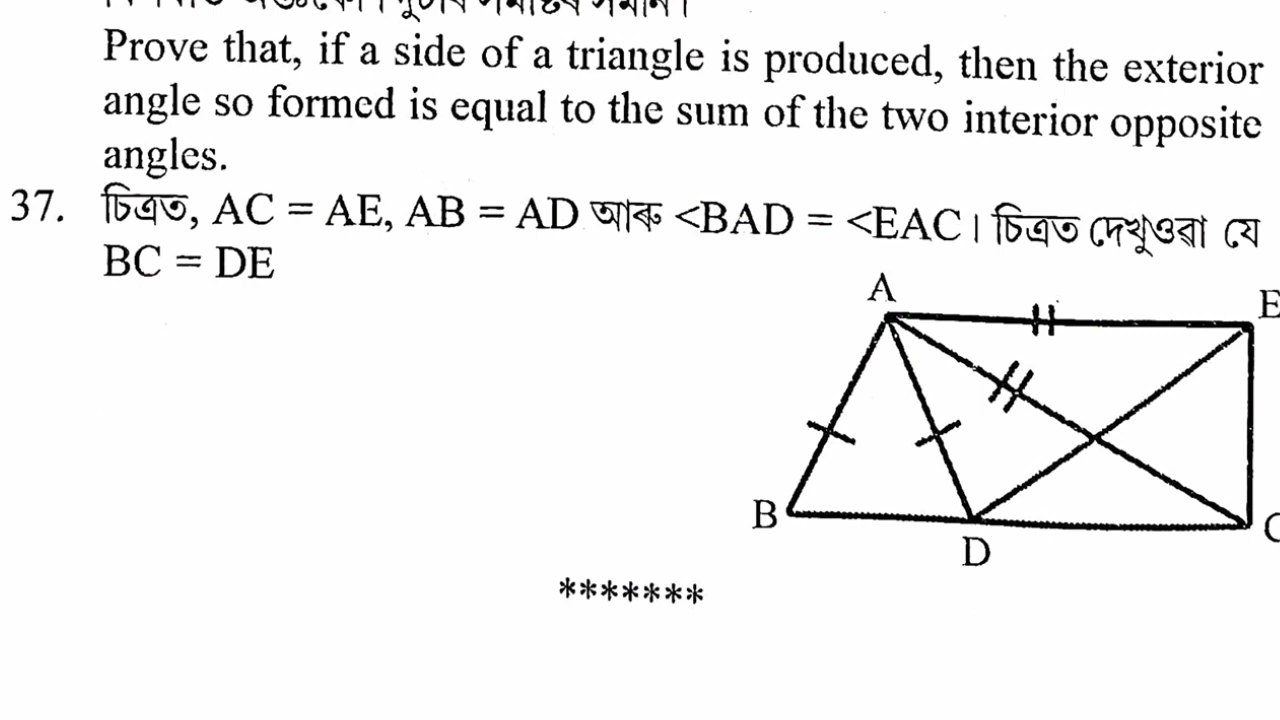 Prove that, if a side of a triangle is produced, then the exterior
angle so formed is equal to the sum of the two interior opposite
angles.
37. চিত্ৰত, AC = AE, AB = AD আৰু <BAD = <EAC। চিত্ৰত দেখুওৱা যে
BC = DE
A
E
B
D
C
*******